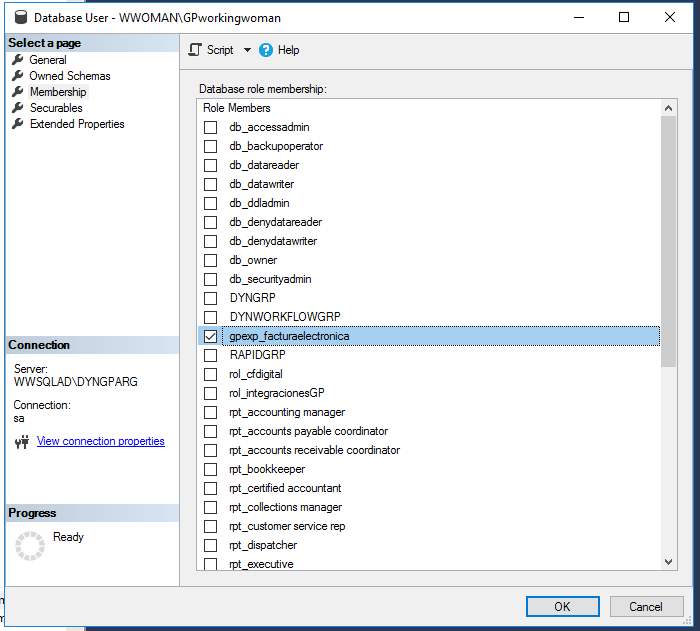 Database User - WWOMAN\GPworkingwoman
Select a page
General
Owned Schemas
Membership
Securables
Extended Properties
Script
Help
Database role membership:
Role Members
db_accessadmin
db_backupoperator
db_datareader
db_datawriter
db_ddladmin
db_denydatareader
db_denydatawriter
db_owner
db_securityadmin
DYNGRP
DYNWORKFLOWGRP
gpexp_facturaelectronica
RAPIDGRP
rol_cfdigital
rol_integracionesGP
rpt_accounting manager
rpt_accounts payable coordinator
rpt_accounts receivable coordinator
rpt_bookkeeper
rpt_certified accountant
rpt_collections manager
rpt_customer service rep
rpt_dispatcher
rpt_executive
Connection
Server:
WWSQLAD\DYNGPARG
Connection:
sa
View connection properties
Progress
Ready
OK
Cancel